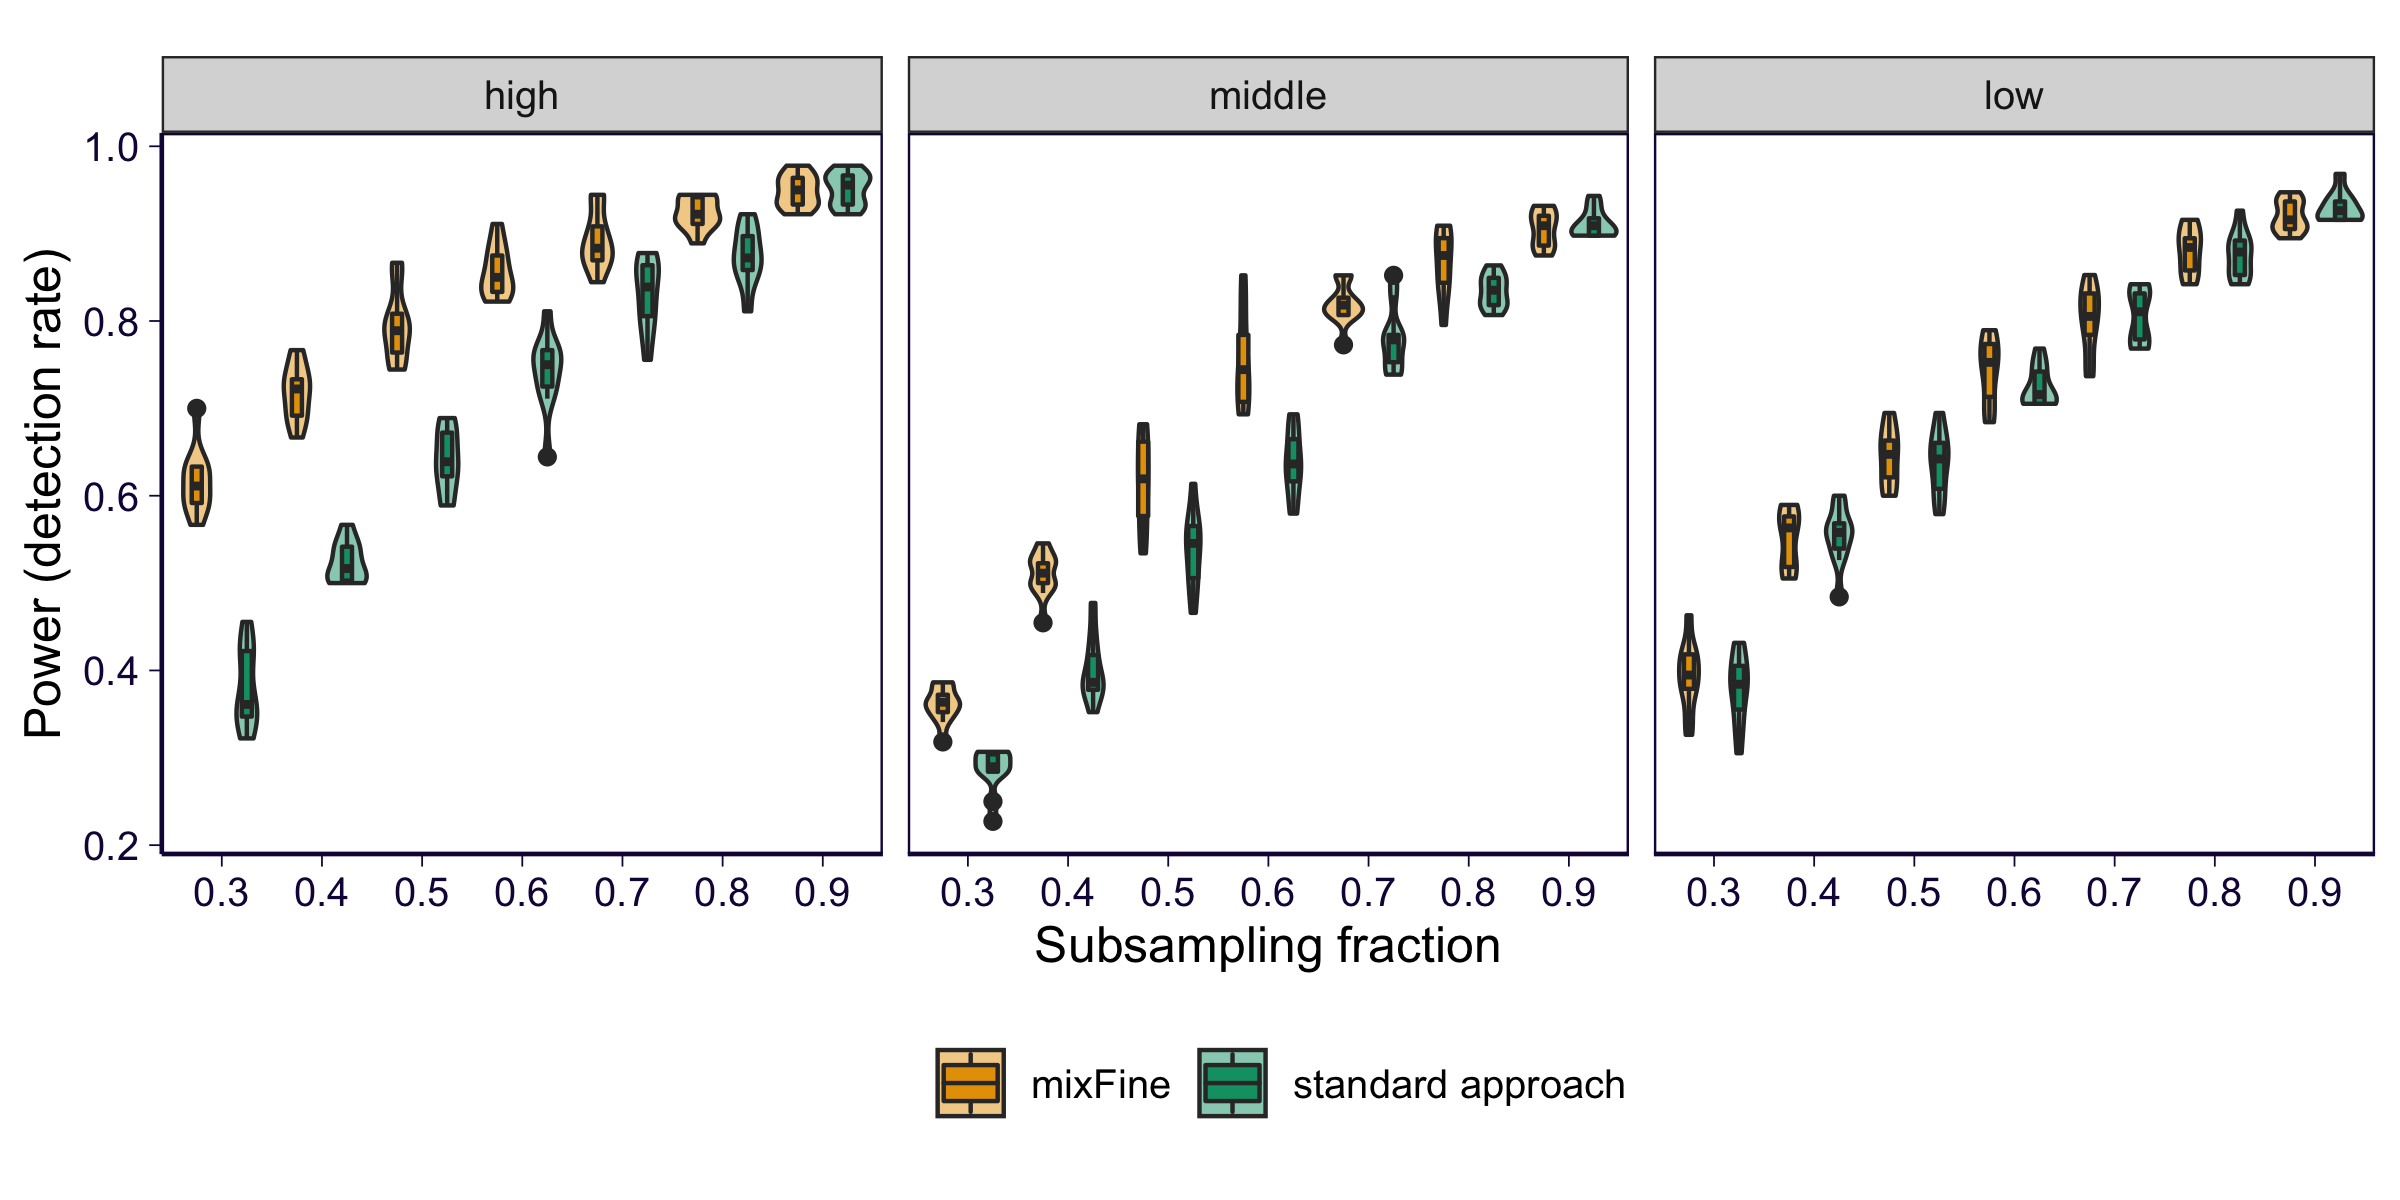 high middle low
Power (detection rate)
1.0
0.8
0.6
0.4
0.2
0.3 0.4 0.5 0.6 0.7 0.8 0.9 0.3 0.4 0.5 0.6 0.7 0.8 0.9 0.3 0.4 0.5 0.6 0.7 0.8 0.9
Subsampling fraction
mixFine standard approach